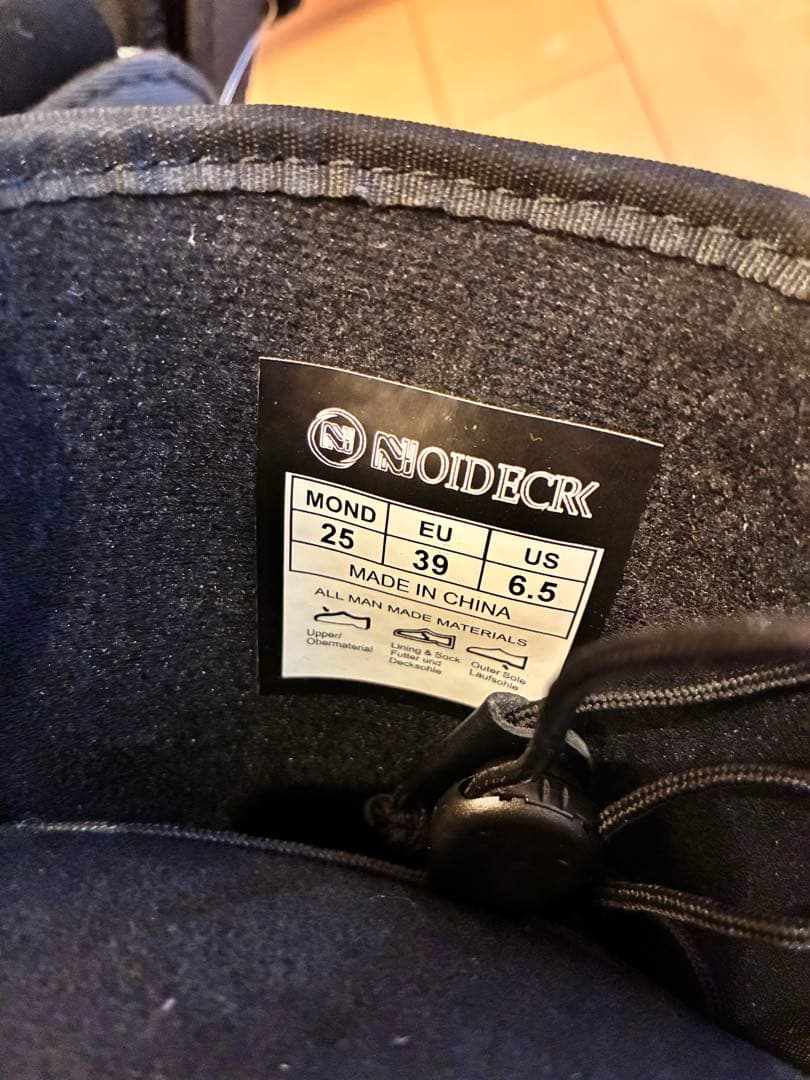 NOIDECRK
MOND EU US
25 39 6.5
MADE IN CHINA
ALL MAN MADE MATERIALS
Upper/
Obermaterial
Lining & Sock
Futter und
Decksohle
Outer Sole
Laufsohle